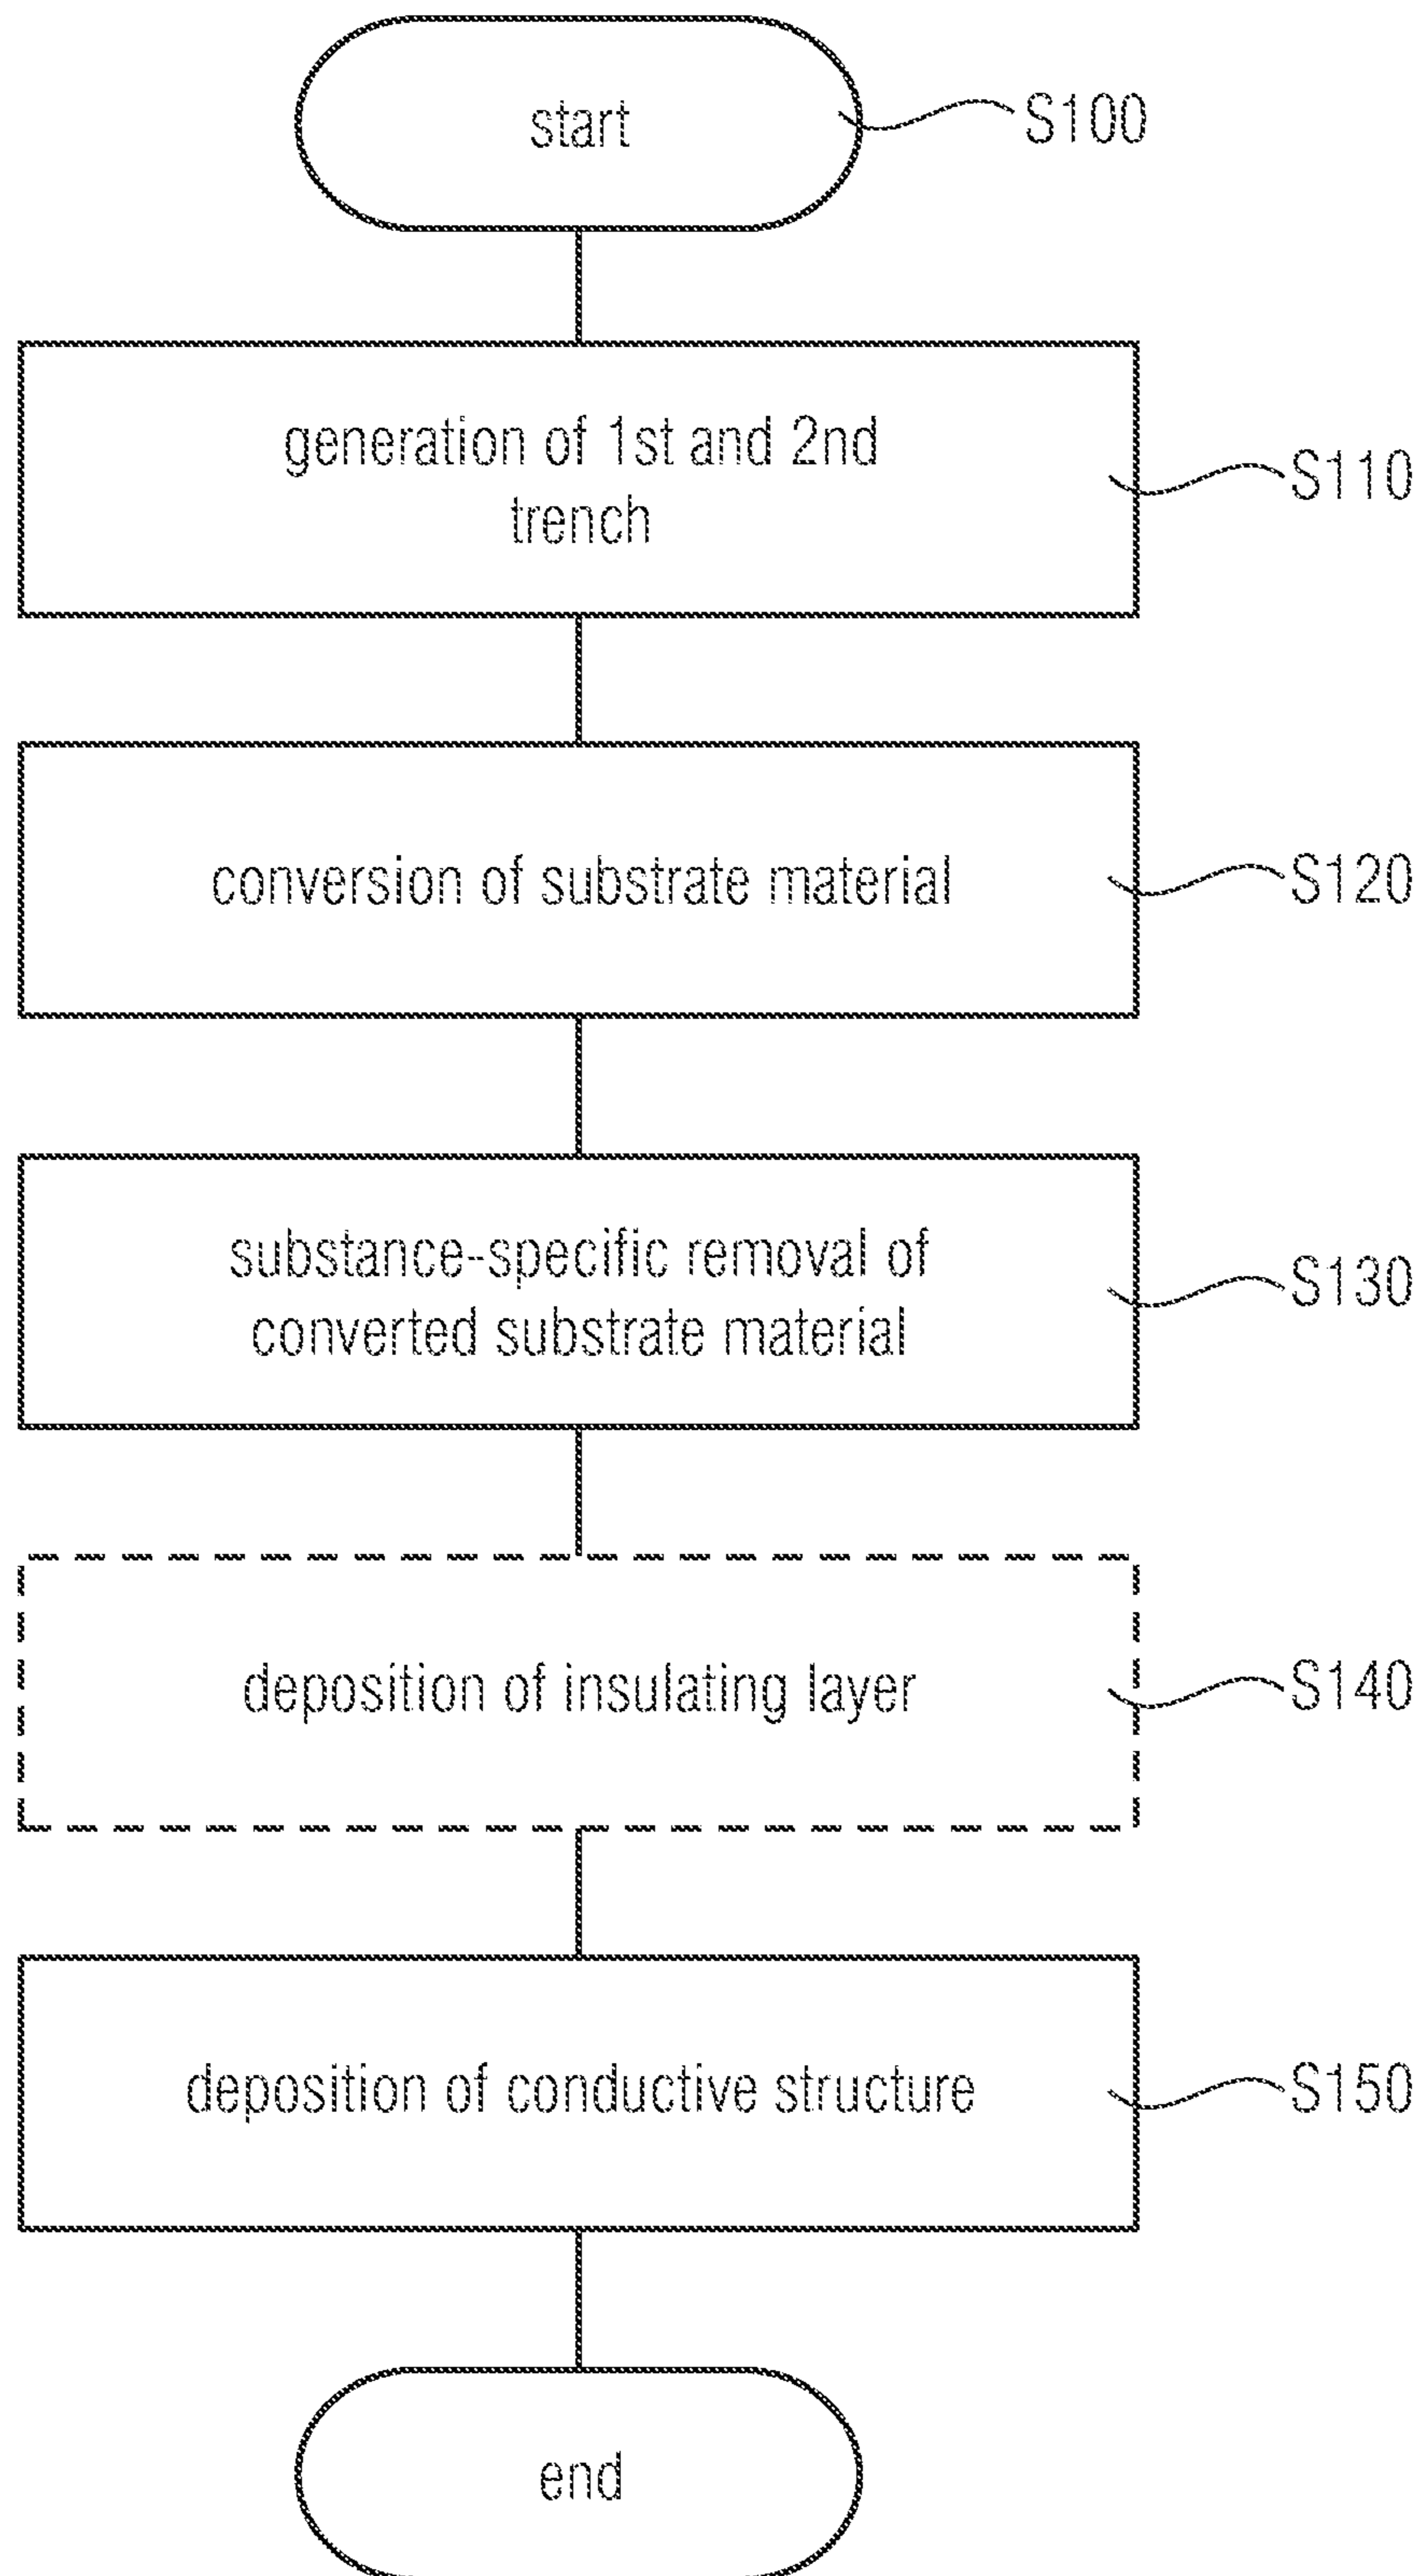 start
S100
generation of 1st and 2nd
trench
S110
conversion of substrate material
S120
substance-specific removal of
converted substrate material
S130
deposition of insulating layer
S140
deposition of conductive structure
S150
end